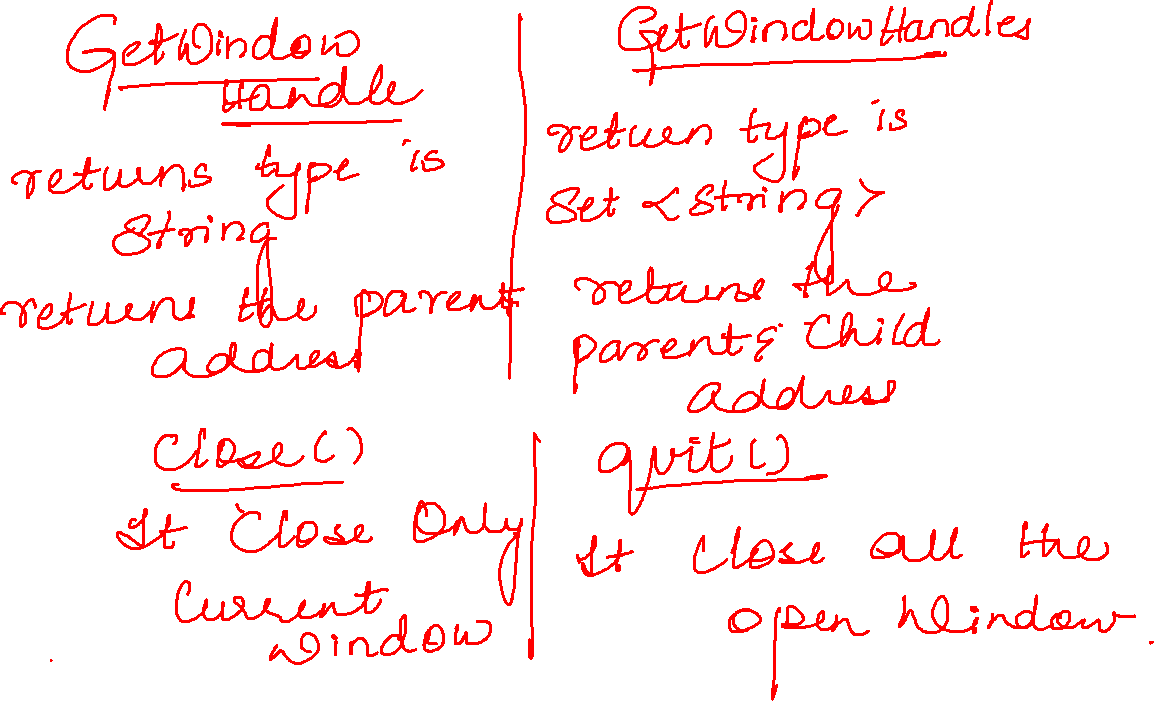 GetWindow
Handle
returns type is
String
returns the parent
address
GetWindowHandles
return type is
Set <String>
returns the
parent & Child
address
Close()
It Close Only
Current
window
quit()
It close all the
open Window.